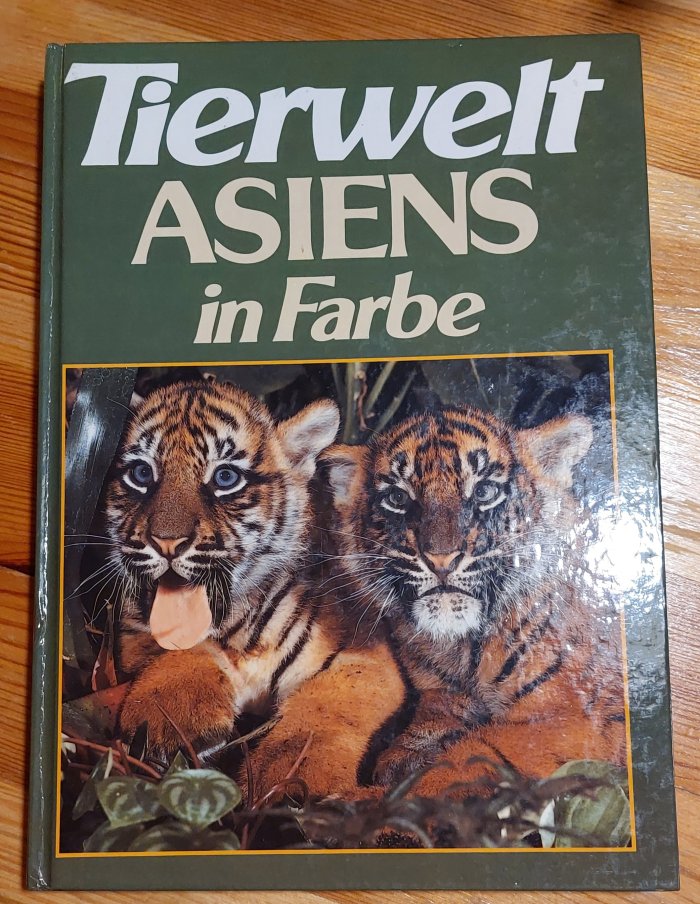 Tierwelt
ASIENS
in Farbe